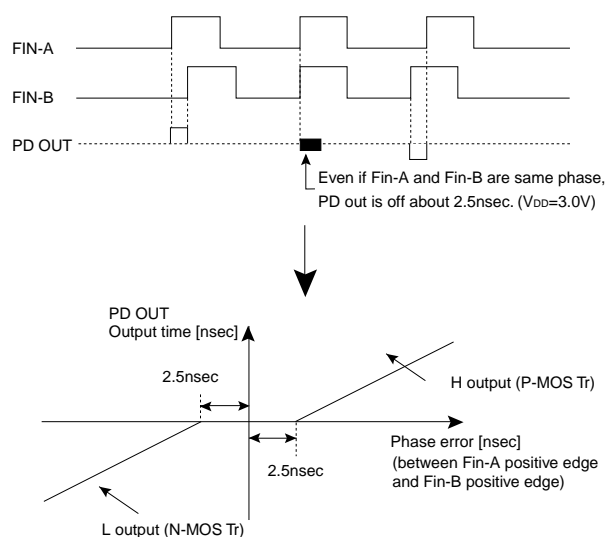 FIN-A
FIN-B
PD OUT
Even if Fin-A and Fin-B are same phase,
PD out is off about 2.5nsec. (VDD=3.0V)
PD OUT
Output time [nsec]
2.5nsec
H output (P-MOS Tr)
2.5nsec
Phase error [nsec]
(between Fin-A positive edge
and Fin-B positive edge)
L output (N-MOS Tr)